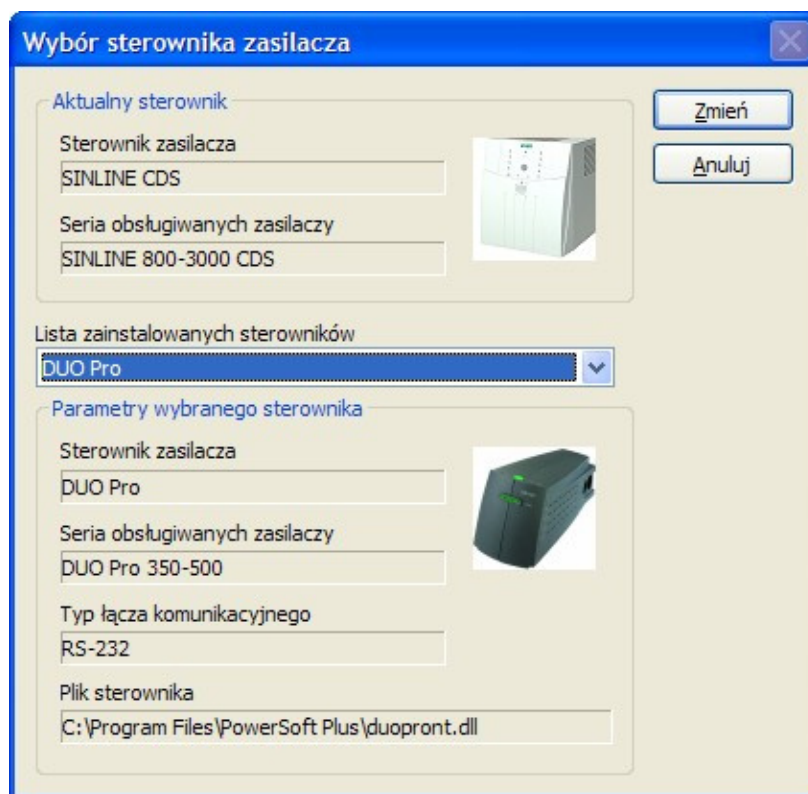 Wybór sterownika zasilacza
Aktualny sterownik
Zmień
Sterownik zasilacza
SINLINE CDS
Anuluj
Seria obsługiwanych zasilaczy
SINLINE 800-3000 CDS
Lista zainstalowanych sterowników
DUO Pro
Parametry wybranego sterownika
Sterownik zasilacza
DUO Pro
Seria obsługiwanych zasilaczy
DUO Pro 350-500
Typ łącza komunikacyjnego
RS-232
Plik sterownika
C:\Program Files\PowerSoft Plus\duopront.dll